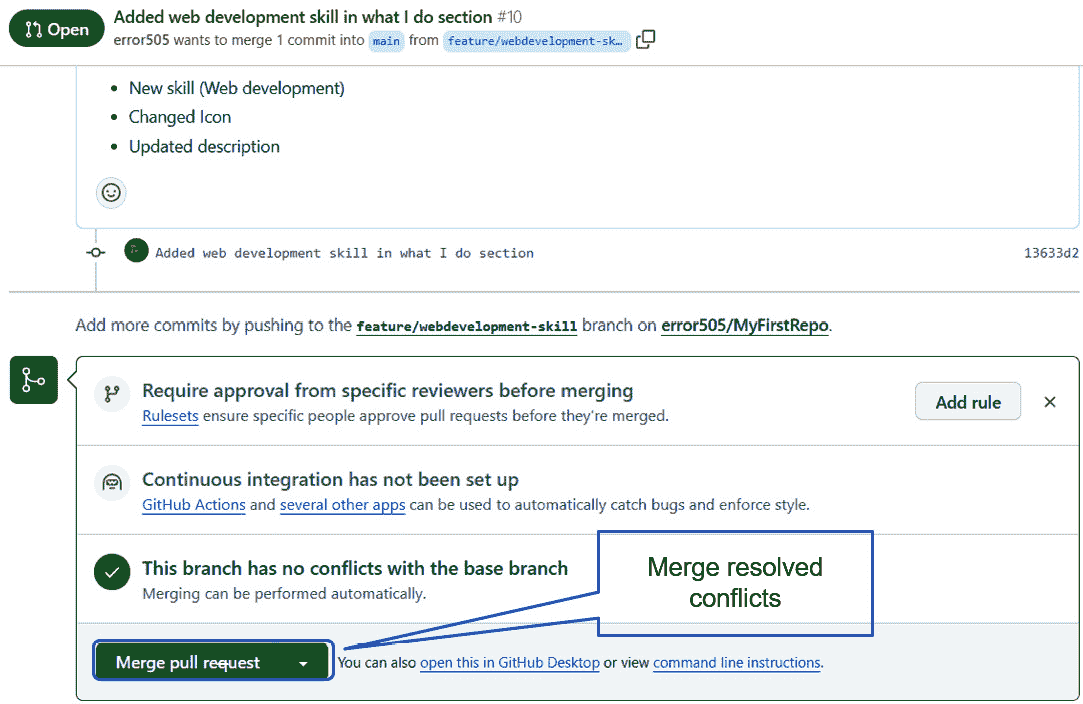 Open
Added web development skill in what I do section #10
error505 wants to merge 1 commit into main from feature/webdevelopment-sk...
New skill (Web development)
Changed Icon
Updated description
Added web development skill in what I do section 13633d2
Add more commits by pushing to the feature/webdevelopment-skill branch on error505/MyFirstRepo.
Require approval from specific reviewers before merging
Rulesets ensure specific people approve pull requests before they're merged.
Add rule
Continuous integration has not been set up
GitHub Actions and several other apps can be used to automatically catch bugs and enforce style.
This branch has no conflicts with the base branch
Merging can be performed automatically.
Merge resolved
conflicts
Merge pull request
You can also open this in GitHub Desktop or view command line instructions.